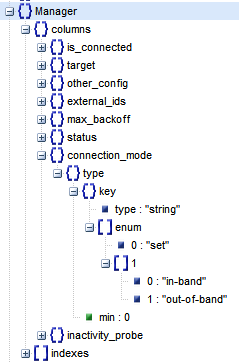 Manager
columns
is_connected
target
other_config
external_ids
max_backoff
status
connection_mode
type
key
type : "string"
enum
0 : "set"
1
0 : "in-band"
1 : "out-of-band"
min : 0
inactivity_probe
indexes